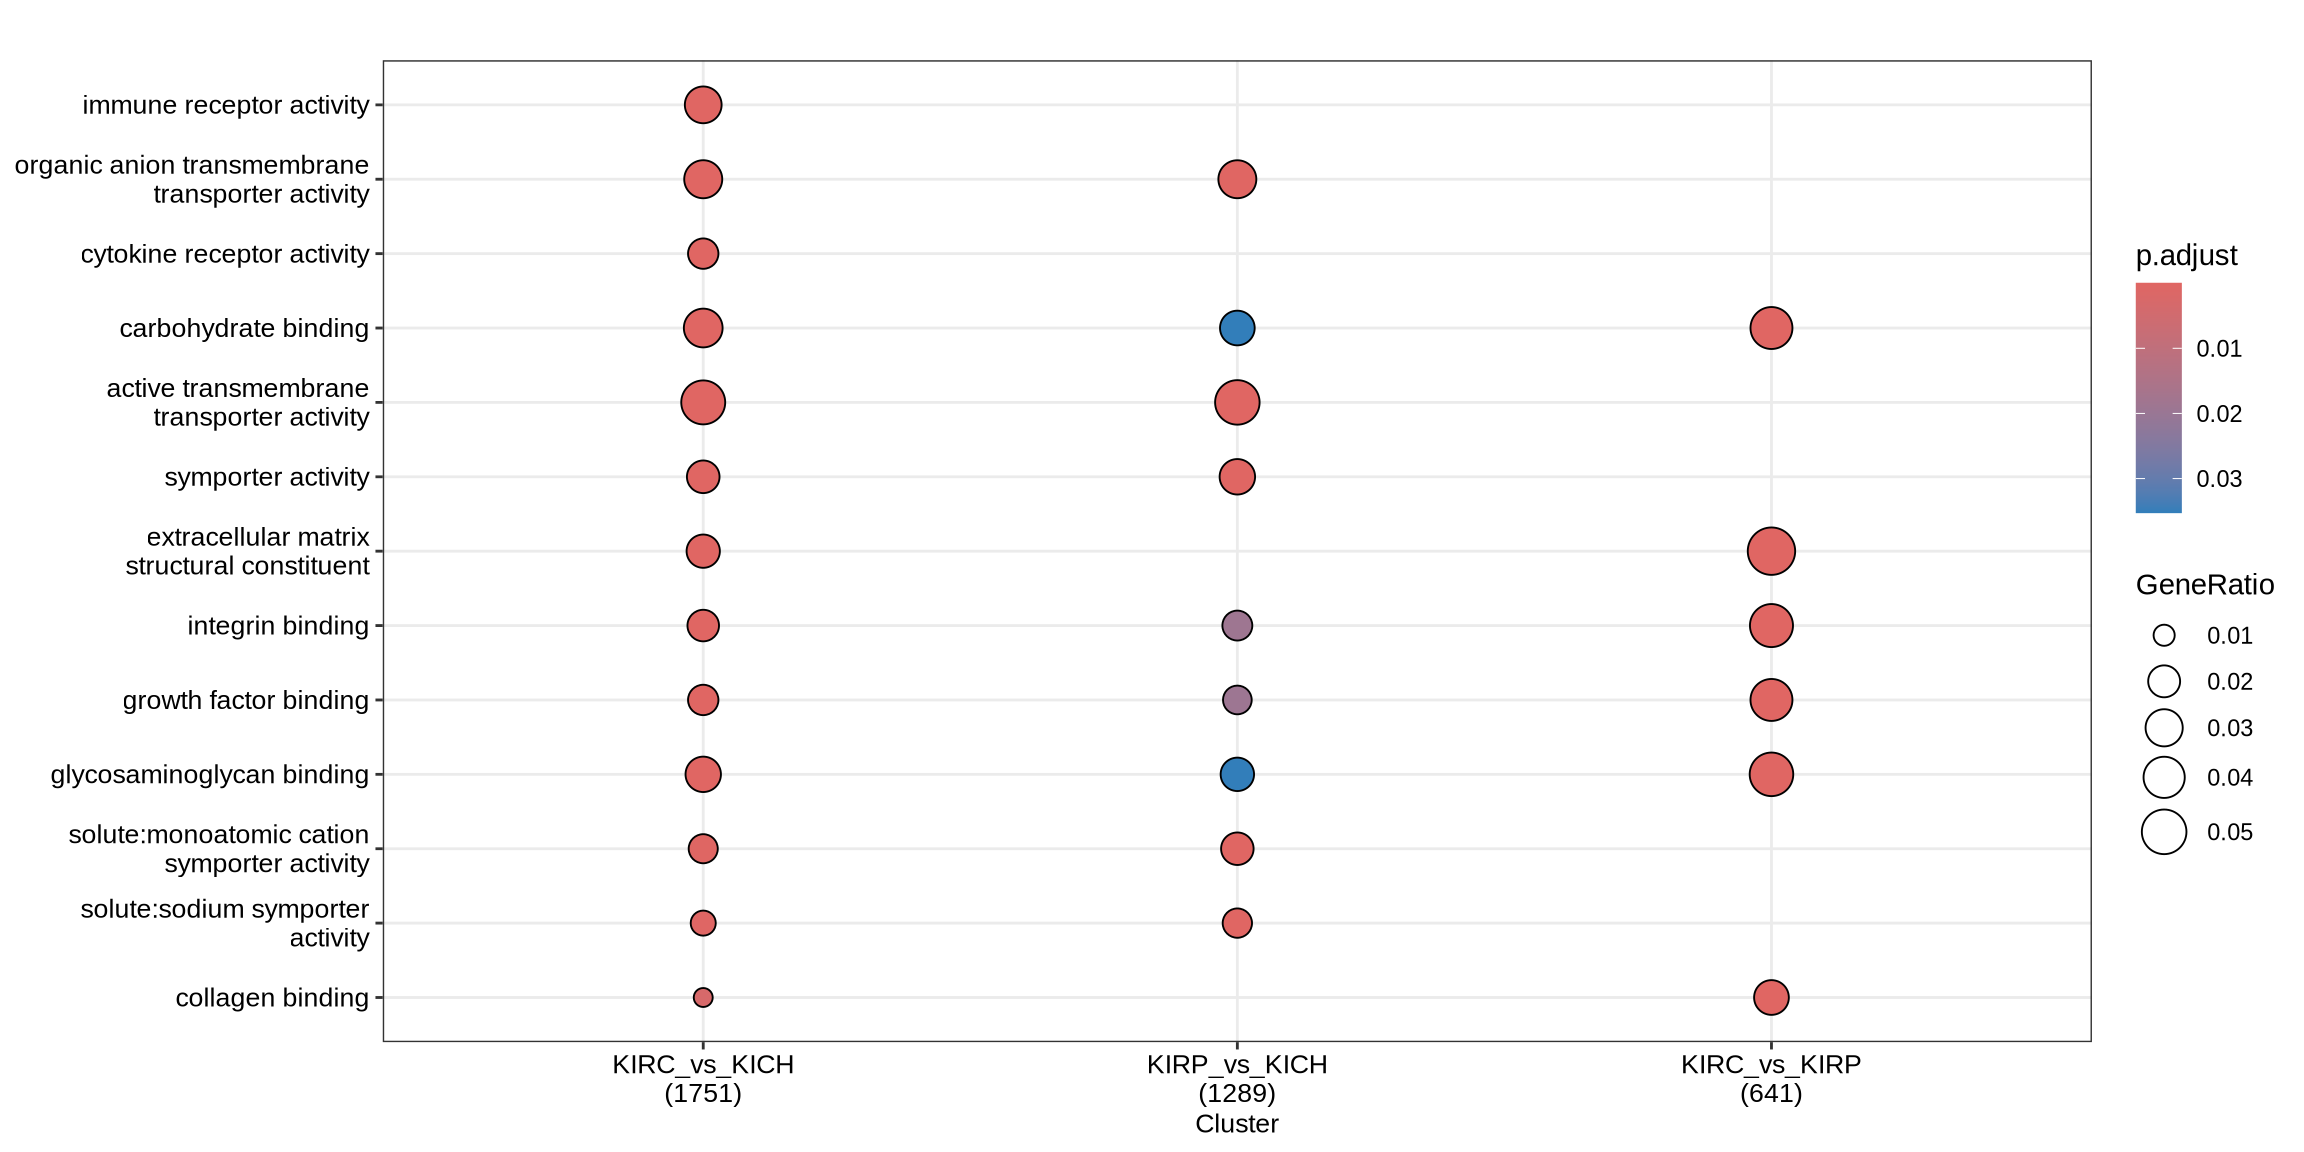 immune receptor activity
organic anion transmembrane
transporter activity
cytokine receptor activity
carbohydrate binding
active transmembrane
transporter activity
symporter activity
extracellular matrix
structural constituent
integrin binding
growth factor binding
glycosaminoglycan binding
solute:monoatomic cation
symporter activity
solute:sodium symporter
activity
collagen binding
KIRC_vs_KICH
(1751)
KIRP_vs_KICH
(1289)
KIRC_vs_KIRP
(641)
Cluster
p.adjust
0.01
0.02
0.03
GeneRatio
0.01
0.02
0.03
0.04
0.05